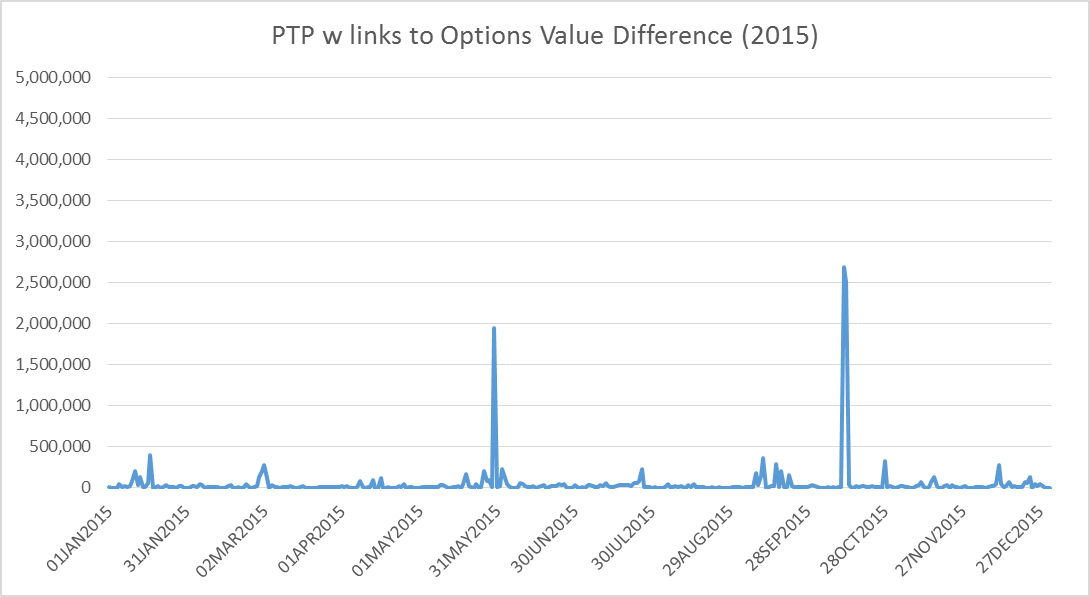 PTP w links to Options Value Difference (2015)
5,000,000
4,500,000
4,000,000
3,500,000
3,000,000
2,500,000
2,000,000
1,500,000
1,000,000
500,000
0
01JAN2015
31JAN2015
02MAR2015
01APR2015
01MAY2015
31MAY2015
30JUN2015
30JUL2015
29AUG2015
28SEP2015
28OCT2015
27NOV2015
27DEC2015